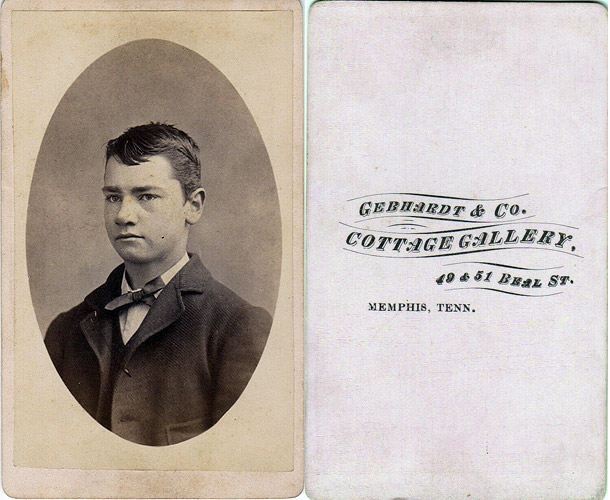 GEBHARDT & CO.
COTTAGE GALLERY,
49 & 51 BEAL ST.
MEMPHIS, TENN.